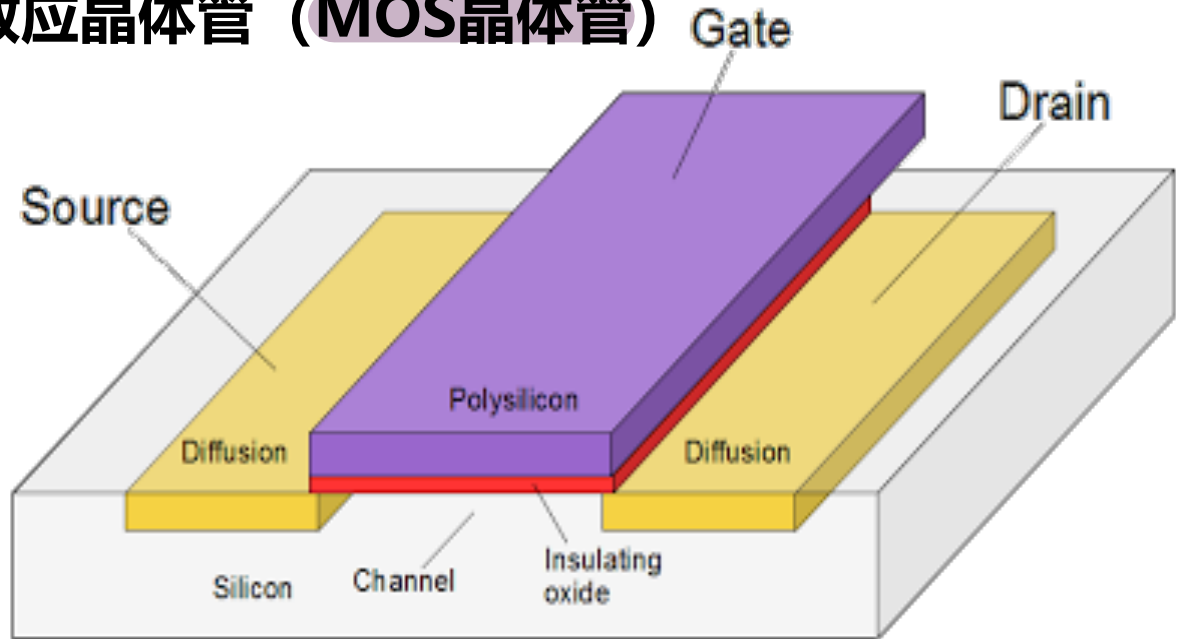 效应晶体管（MOS晶体管）
Gate
Drain
Source
Polysilicon
Diffusion
Diffusion
Insulating
oxide
Channel
Silicon